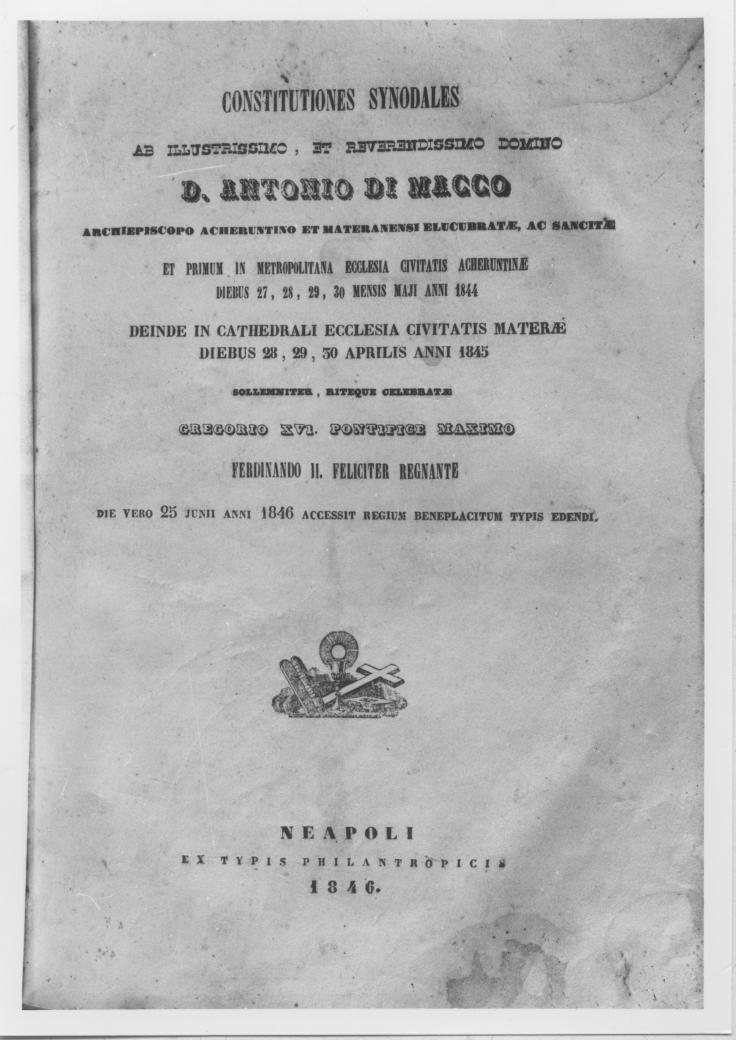 CONSTITUTIONES SYNODALES
AB ILLUSTRISSIMO, ET REVERENDISSIMO DOMINO
D. ANTONIO DI MACCO
ARCHIEPISCOPO ACHERUNTINO ET MATERANENSI ELUCUBRATÆ, AC SANCITÆ
ET PRIMUM IN METROPOLITANA ECCLESIA CIVITATIS ACHERUNTINÆ
DIEBUS 27, 28, 29, 30 MENSIS MAJI ANNI 1844
DEINDE IN CATHEDRALI ECCLESIA CIVITATIS MATERÆ
DIEBUS 28, 29, 30 APRILIS ANNI 1845
SOLLEMNITER, RITEQUE CELEBRATÆ
GREGORIO XVI. PONTIFICE MAXIMO
FERDINANDO II. FELICITER REGNANTE
DIE VERO 25 JUNII ANNI 1846 ACCESSIT REGIUM BENEPLACITUM TYPIS EDENDI.
NEAPOLI
EX TYPIS PHILANTROPICIS
1846.